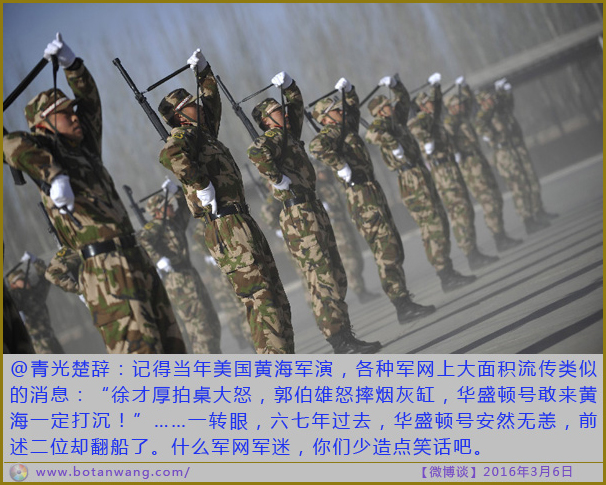 @青光楚辞：记得当年美国黄海军演，各种军网上大面积流传类似
的消息：“徐才厚拍桌大怒，郭伯雄怒摔烟灰缸，华盛顿号敢来黄
海一定打沉！”……一转眼，六七年过去，华盛顿号安然无恙，前
述二位却翻船了。什么军网军迷，你们少造点笑话吧。
www.botanwang.com/
【微博谈】2016年3月6日